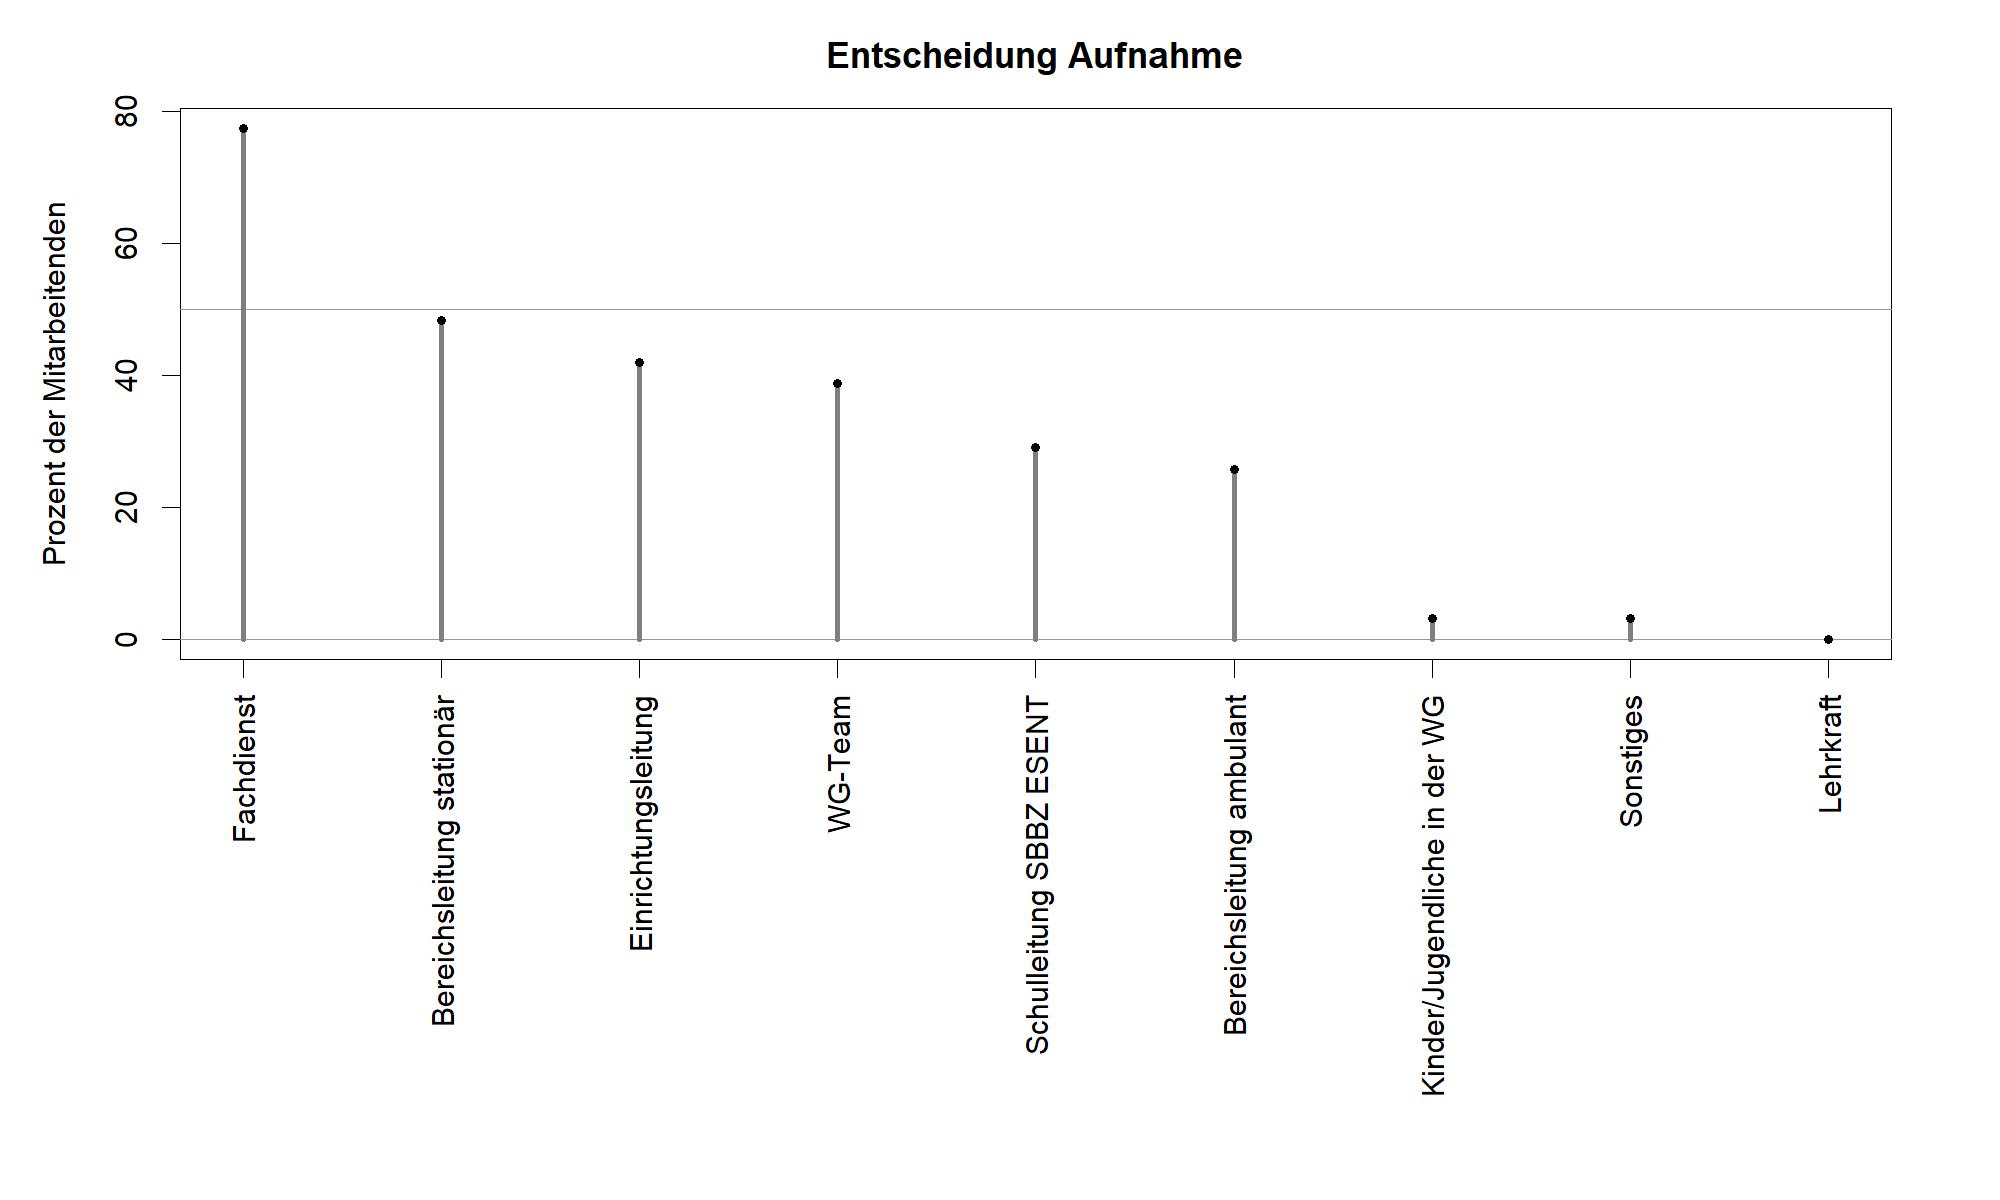 Entscheidung Aufnahme
Prozent der Mitarbeitenden
80
60
40
20
0
Fachdienst
Bereichsleitung stationär
Einrichtungsleitung
WG-Team
Schulleitung SBBZ ESENT
Bereichsleitung ambulant
Kinder/Jugendliche in der WG
Sonstiges
Lehrkraft